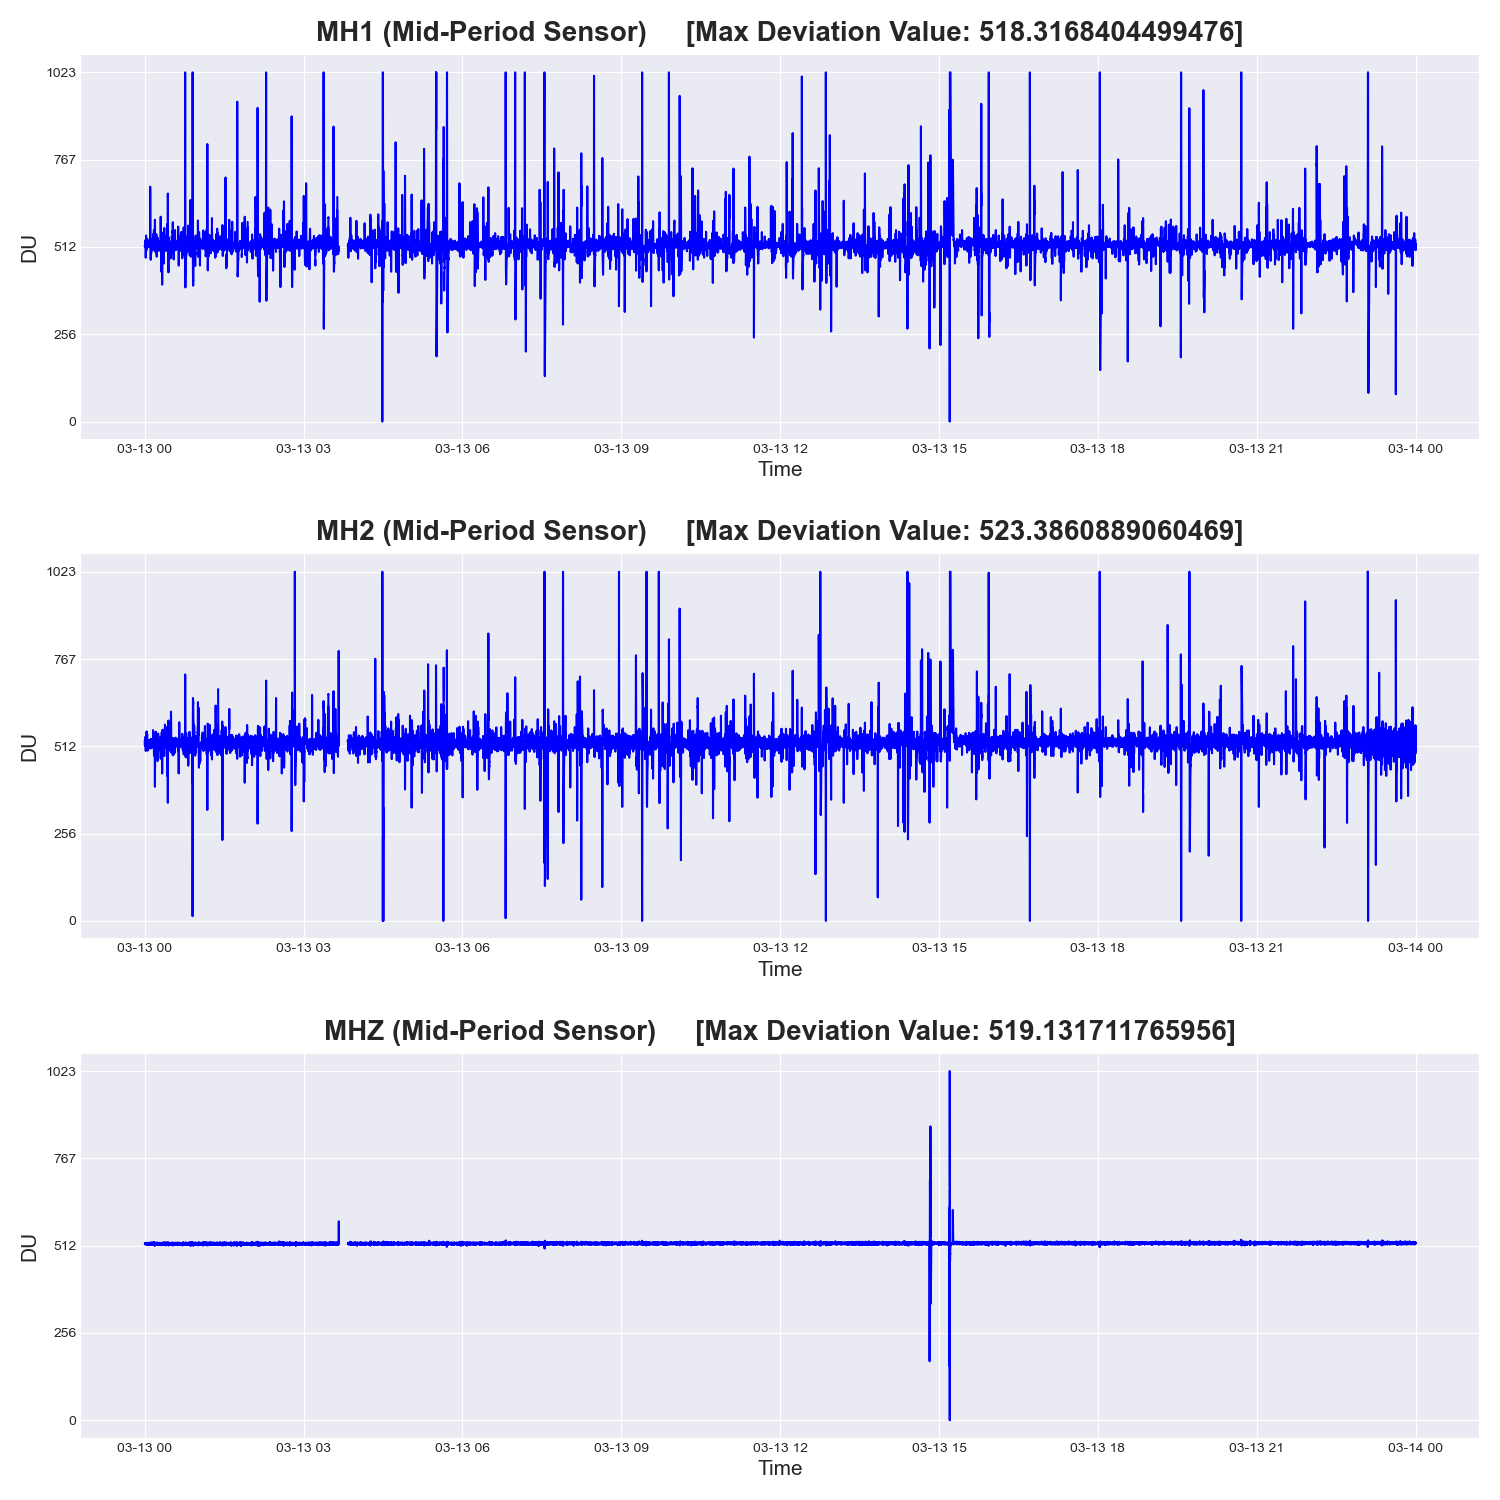 MH1 (Mid-Period Sensor) [Max Deviation Value: 518.3168404499476]
1023
767
512
256
0
DU
03-13 00 03-13 03 03-13 06 03-13 09 03-13 12 03-13 15 03-13 18 03-13 21 03-14 00
Time
MH2 (Mid-Period Sensor) [Max Deviation Value: 523.3860889060469]
1023
767
512
256
0
DU
03-13 00 03-13 03 03-13 06 03-13 09 03-13 12 03-13 15 03-13 18 03-13 21 03-14 00
Time
MHZ (Mid-Period Sensor) [Max Deviation Value: 519.131711765956]
1023
767
512
256
0
DU
03-13 00 03-13 03 03-13 06 03-13 09 03-13 12 03-13 15 03-13 18 03-13 21 03-14 00
Time